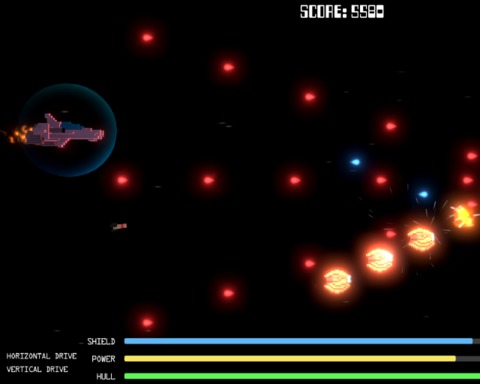 SCORE: 5580
SHIELD
HORIZONTAL DRIVE
POWER
VERTICAL DRIVE
HULL